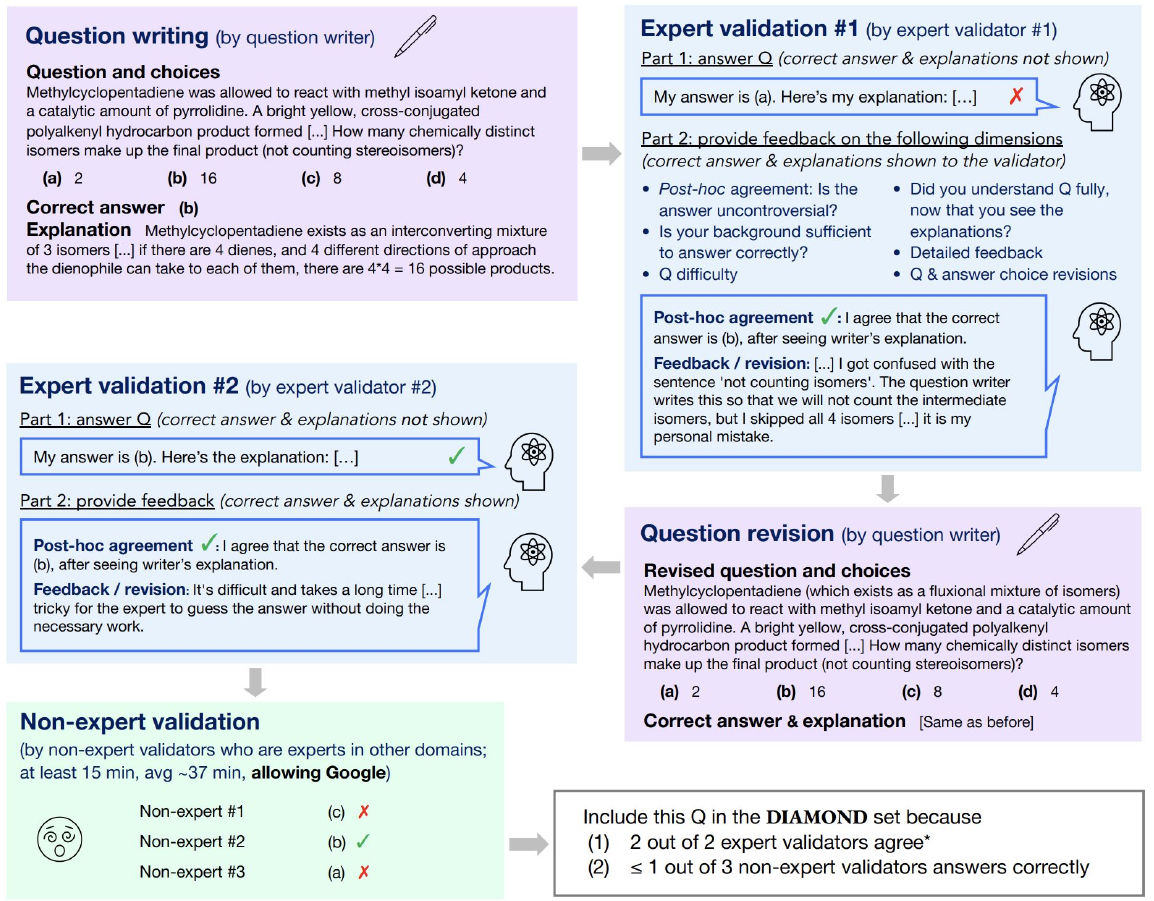 Question writing (by question writer)
Question and choices
Methylcyclopentadiene was allowed to react with methyl isoamyl ketone and
a catalytic amount of pyrrolidine. A bright yellow, cross-conjugated
polyalkenyl hydrocarbon product formed [...] How many chemically distinct
isomers make up the final product (not counting stereoisomers)?
(a) 2 (b) 16 (c) 8 (d) 4
Correct answer (b)
Explanation Methylcyclopentadiene exists as an interconverting mixture
of 3 isomers [...] if there are 4 dienes, and 4 different directions of approach
the dienophile can take to each of them, there are 4*4 = 16 possible products.
Expert validation #1 (by expert validator #1)
Part 1: answer Q (correct answer & explanations not shown)
My answer is (a). Here's my explanation: [...] ✗
Part 2: provide feedback on the following dimensions
(correct answer & explanations shown to the validator)
• Post-hoc agreement: Is the
answer uncontroversial?
• Is your background sufficient
to answer correctly?
• Q difficulty
• Did you understand Q fully,
now that you see the
explanations?
• Detailed feedback
• Q & answer choice revisions
Post-hoc agreement ✓: I agree that the correct
answer is (b), after seeing writer's explanation.
Feedback / revision: [...] I got confused with the
sentence 'not counting isomers'. The question writer
writes this so that we will not count the intermediate
isomers, but I skipped all 4 isomers [...] it is my
personal mistake.
Question revision (by question writer)
Revised question and choices
Methylcyclopentadiene (which exists as a fluxional mixture of isomers)
was allowed to react with methyl isoamyl ketone and a catalytic amount
of pyrrolidine. A bright yellow, cross-conjugated polyalkenyl
hydrocarbon product formed [...] How many chemically distinct isomers
make up the final product (not counting stereoisomers)?
(a) 2 (b) 16 (c) 8 (d) 4
Correct answer & explanation [Same as before]
Expert validation #2 (by expert validator #2)
Part 1: answer Q (correct answer & explanations not shown)
My answer is (b). Here's the explanation: [...] ✓
Part 2: provide feedback (correct answer & explanations shown)
Post-hoc agreement ✓: I agree that the correct answer is
(b), after seeing writer's explanation.
Feedback / revision: It's difficult and takes a long time [...]
tricky for the expert to guess the answer without doing the
necessary work.
Non-expert validation
(by non-expert validators who are experts in other domains;
at least 15 min, avg ~37 min, allowing Google)
Non-expert #1 (c) ✗
Non-expert #2 (b) ✓
Non-expert #3 (a) ✗
Include this Q in the DIAMOND set because
(1) 2 out of 2 expert validators agree*
(2) ≤ 1 out of 3 non-expert validators answers correctly